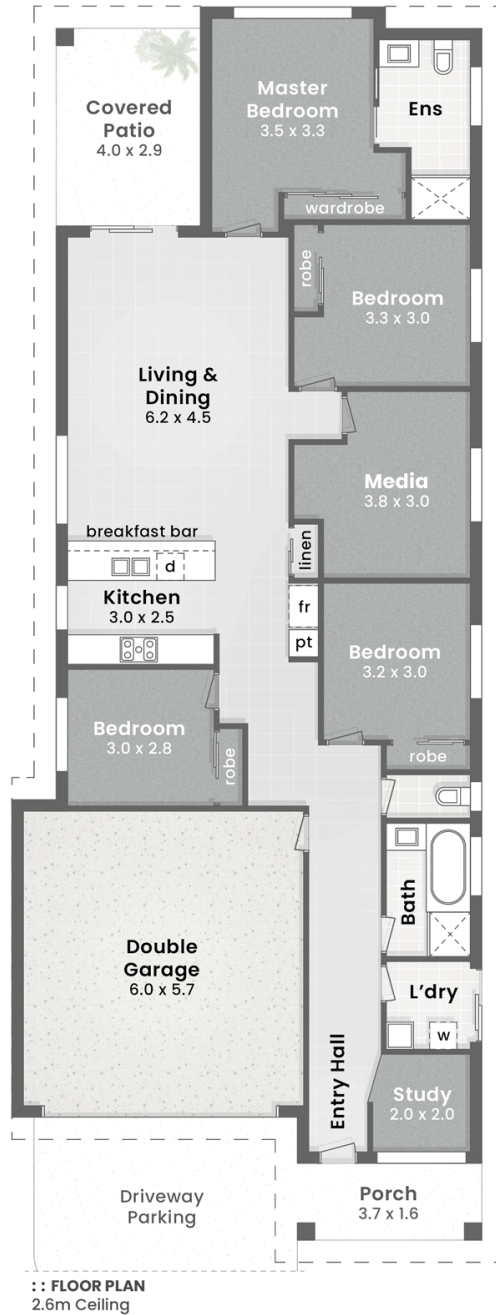 Covered
Patio
4.0 x 2.9
Master
Bedroom
3.5 x 3.3
Ens
wardrobe
robe
Bedroom
3.3 x 3.0
Living &
Dining
6.2 x 4.5
Media
3.8 x 3.0
breakfast bar
linen
d
Kitchen
3.0 x 2.5
fr
pt
Bedroom
3.2 x 3.0
robe
Bedroom
3.0 x 2.8
robe
Bath
Double
Garage
6.0 x 5.7
L'dry
w
Entry Hall
Study
2.0 x 2.0
Driveway
Parking
Porch
3.7 x 1.6
:: FLOOR PLAN
2.6m Ceiling